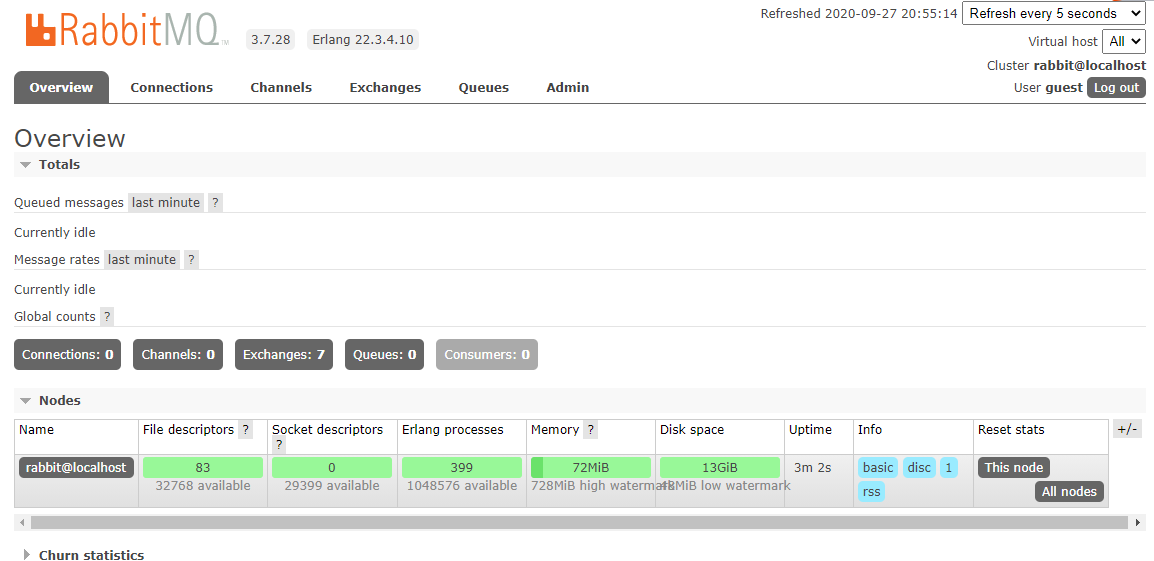 Refreshed 2020-09-27 20:55:14 Refresh every 5 seconds
RabbitMQ TM 3.7.28 Erlang 22.3.4.10
Virtual host All
Cluster rabbit@localhost
User guest Log out
Overview Connections Channels Exchanges Queues Admin
Overview
Totals
Queued messages last minute ?
Currently idle
Message rates last minute ?
Currently idle
Global counts ?
Connections: 0 Channels: 0 Exchanges: 7 Queues: 0 Consumers: 0
Nodes
Name File descriptors ? Socket descriptors ? Erlang processes Memory ? Disk space Uptime Info Reset stats +/-
rabbit@localhost 83 0 399 72MiB 13GiB 3m 2s basic disc 1 This node
32768 available 29399 available 1048576 available 728MiB high watermark 48MiB low watermark rss All nodes
Churn statistics